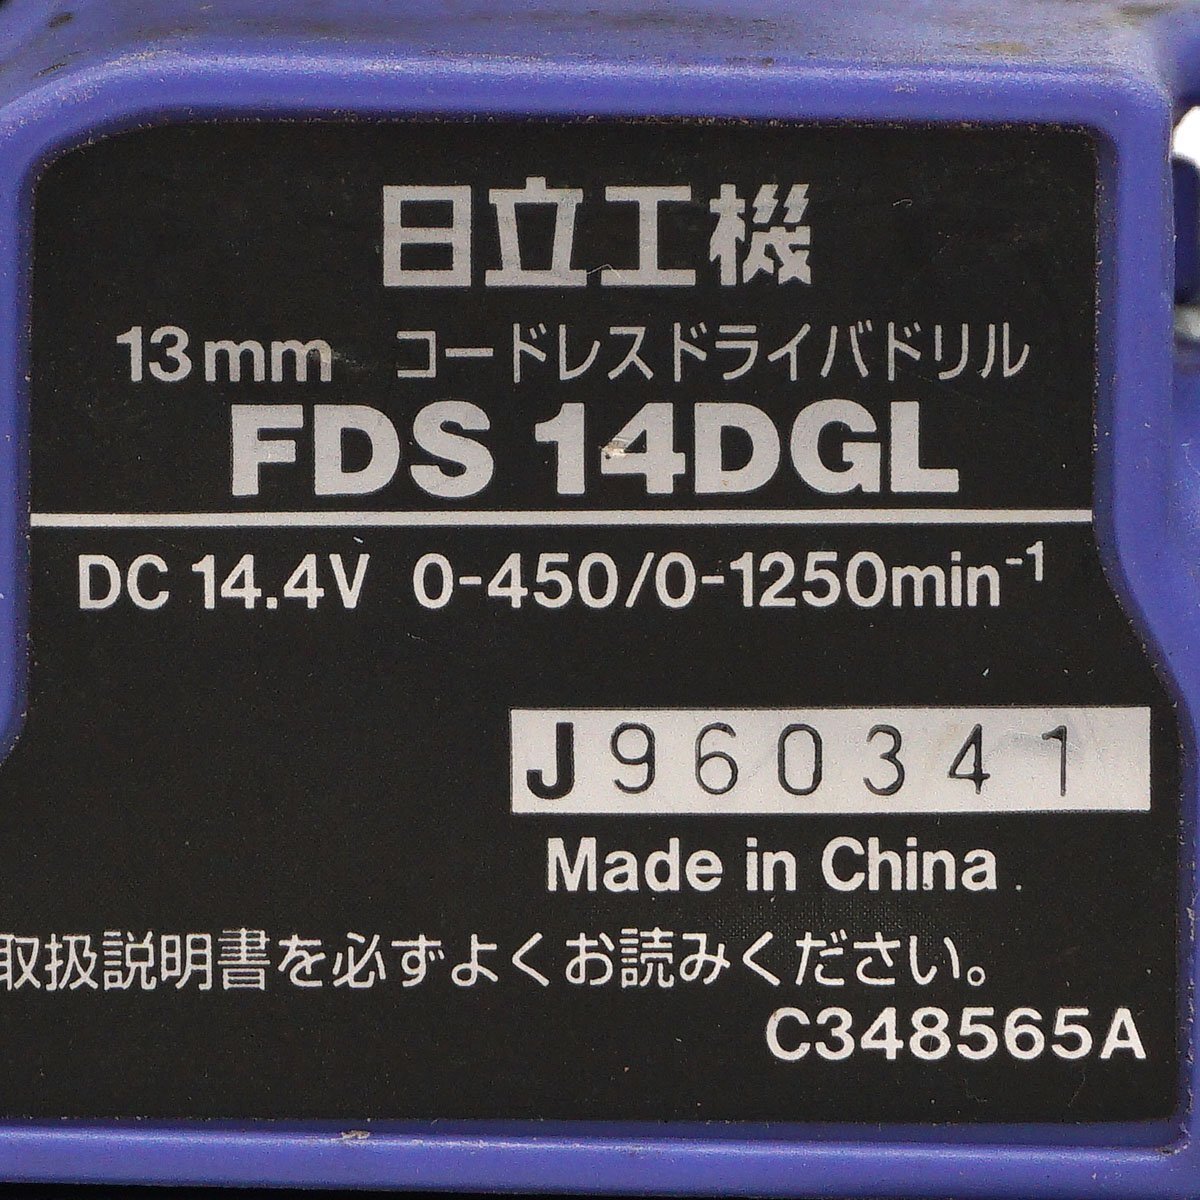 日立工機
13mm コードレスドライバドリル
FDS 14DGL
DC 14.4V 0-450/0-1250min⁻¹
J960341
Made in China
取扱説明書を必ずよくお読みください。
C348565A